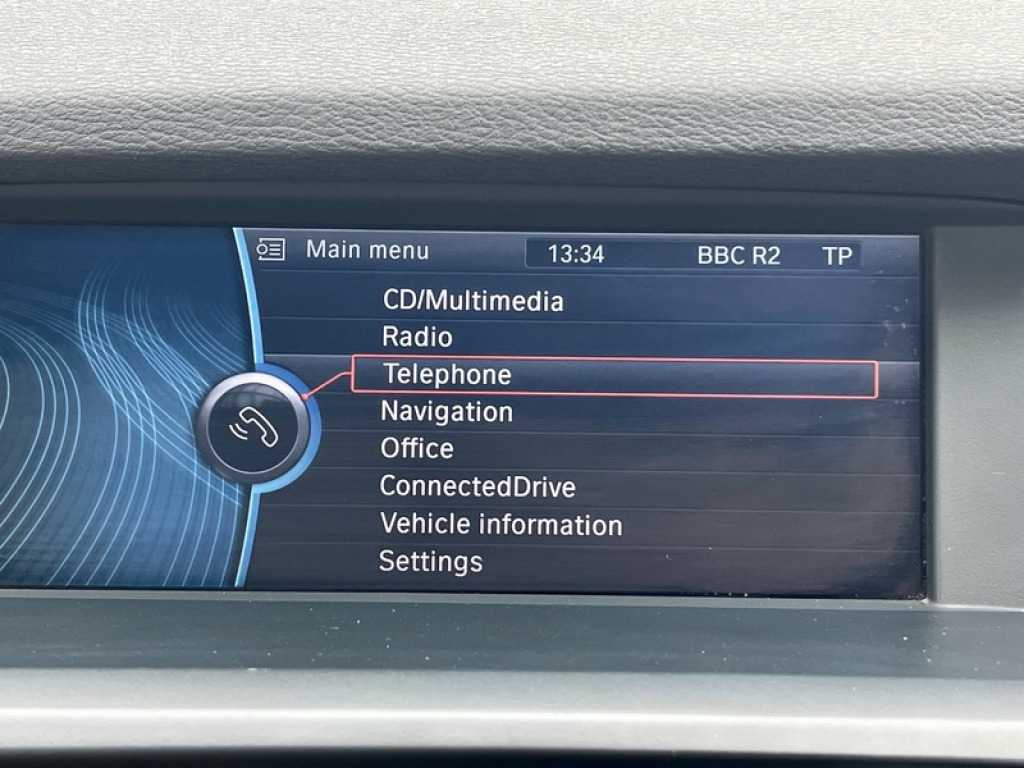 Main menu 13:34 BBC R2 TP
CD/Multimedia
Radio
Telephone
Navigation
Office
ConnectedDrive
Vehicle information
Settings